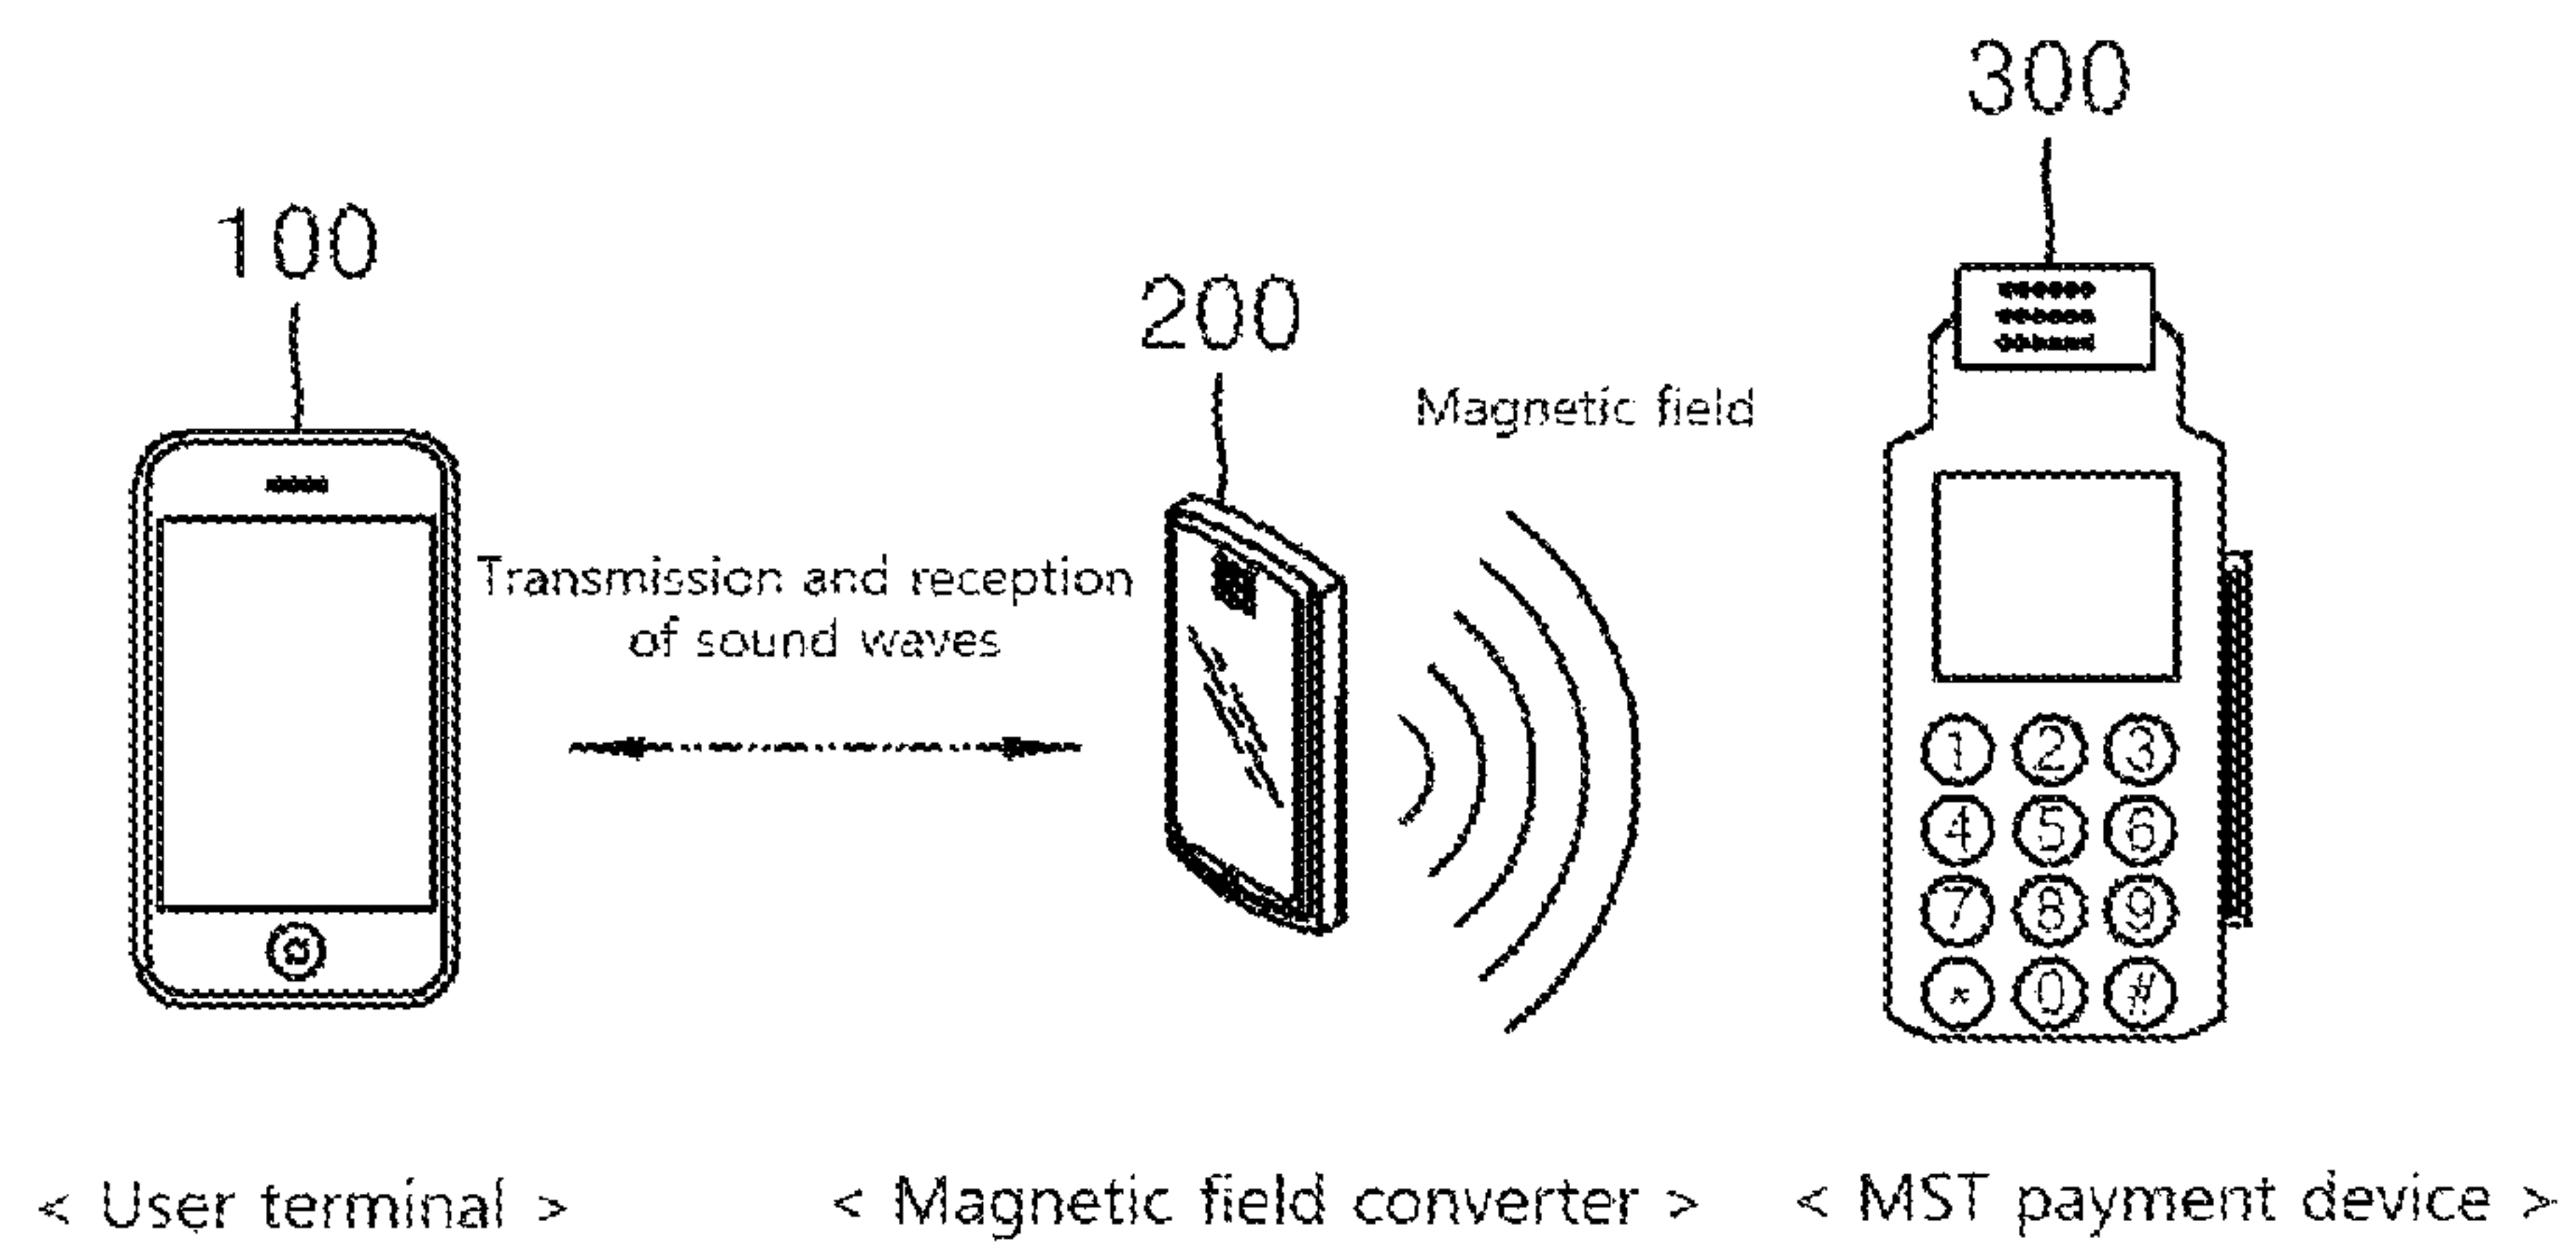 300
100
200
Magnetic field
Transmission and reception
of sound waves
1 2 3
4 5 6
7 8 9
* 0 #
< User terminal > < Magnetic field converter > < MST payment device >